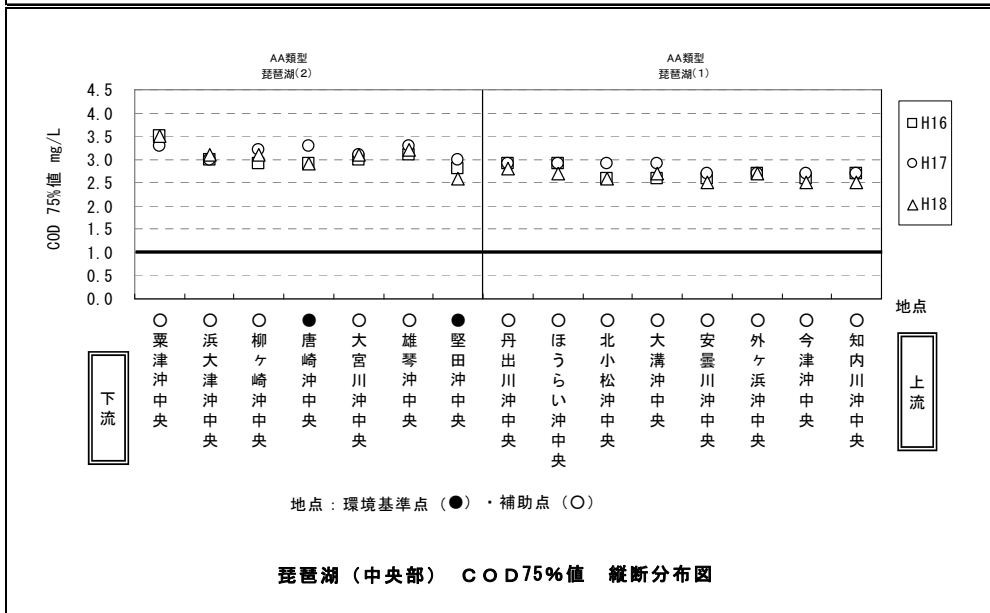 AA類型
琵琶湖(2)
AA類型
琵琶湖(1)
COD 75%値 mg/L
4.5
4.0
3.5
3.0
2.5
2.0
1.5
1.0
0.5
0.0
□H16
○H17
△H18
地点
○ ○ ○ ● ○ ○ ● ○ ○ ○ ○ ○ ○ ○ ○
下流
粟津沖中央
浜大津沖中央
柳ヶ崎沖中央
唐崎沖中央
大宮川沖中央
雄琴沖中央
堅田沖中央
丹出川沖中央
ほうらい沖中央
北小松沖中央
大溝沖中央
安曇川沖中央
外ヶ浜沖中央
今津沖中央
知内川沖中央
上流
地点：環境基準点（●）・補助点（○）
琵琶湖（中央部） ＣＯＤ75%値 縦断分布図